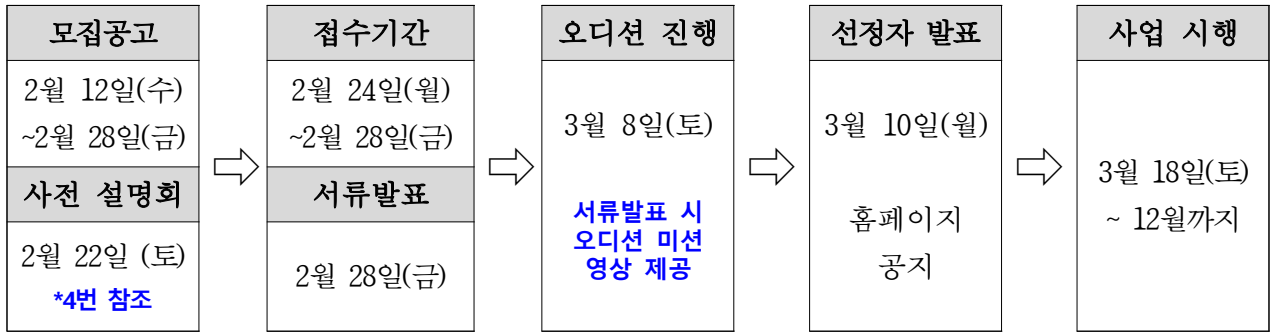 모집공고
2월 12일(수)
~2월 28일(금)
사전 설명회
2월 22일 (토)
*4번 참조
접수기간
2월 24일(월)
~2월 28일(금)
서류발표
2월 28일(금)
오디션 진행
3월 8일(토)
서류발표 시
오디션 미션
영상 제공
선정자 발표
3월 10일(월)
홈페이지
공지
사업 시행
3월 18일(토)
~ 12월까지